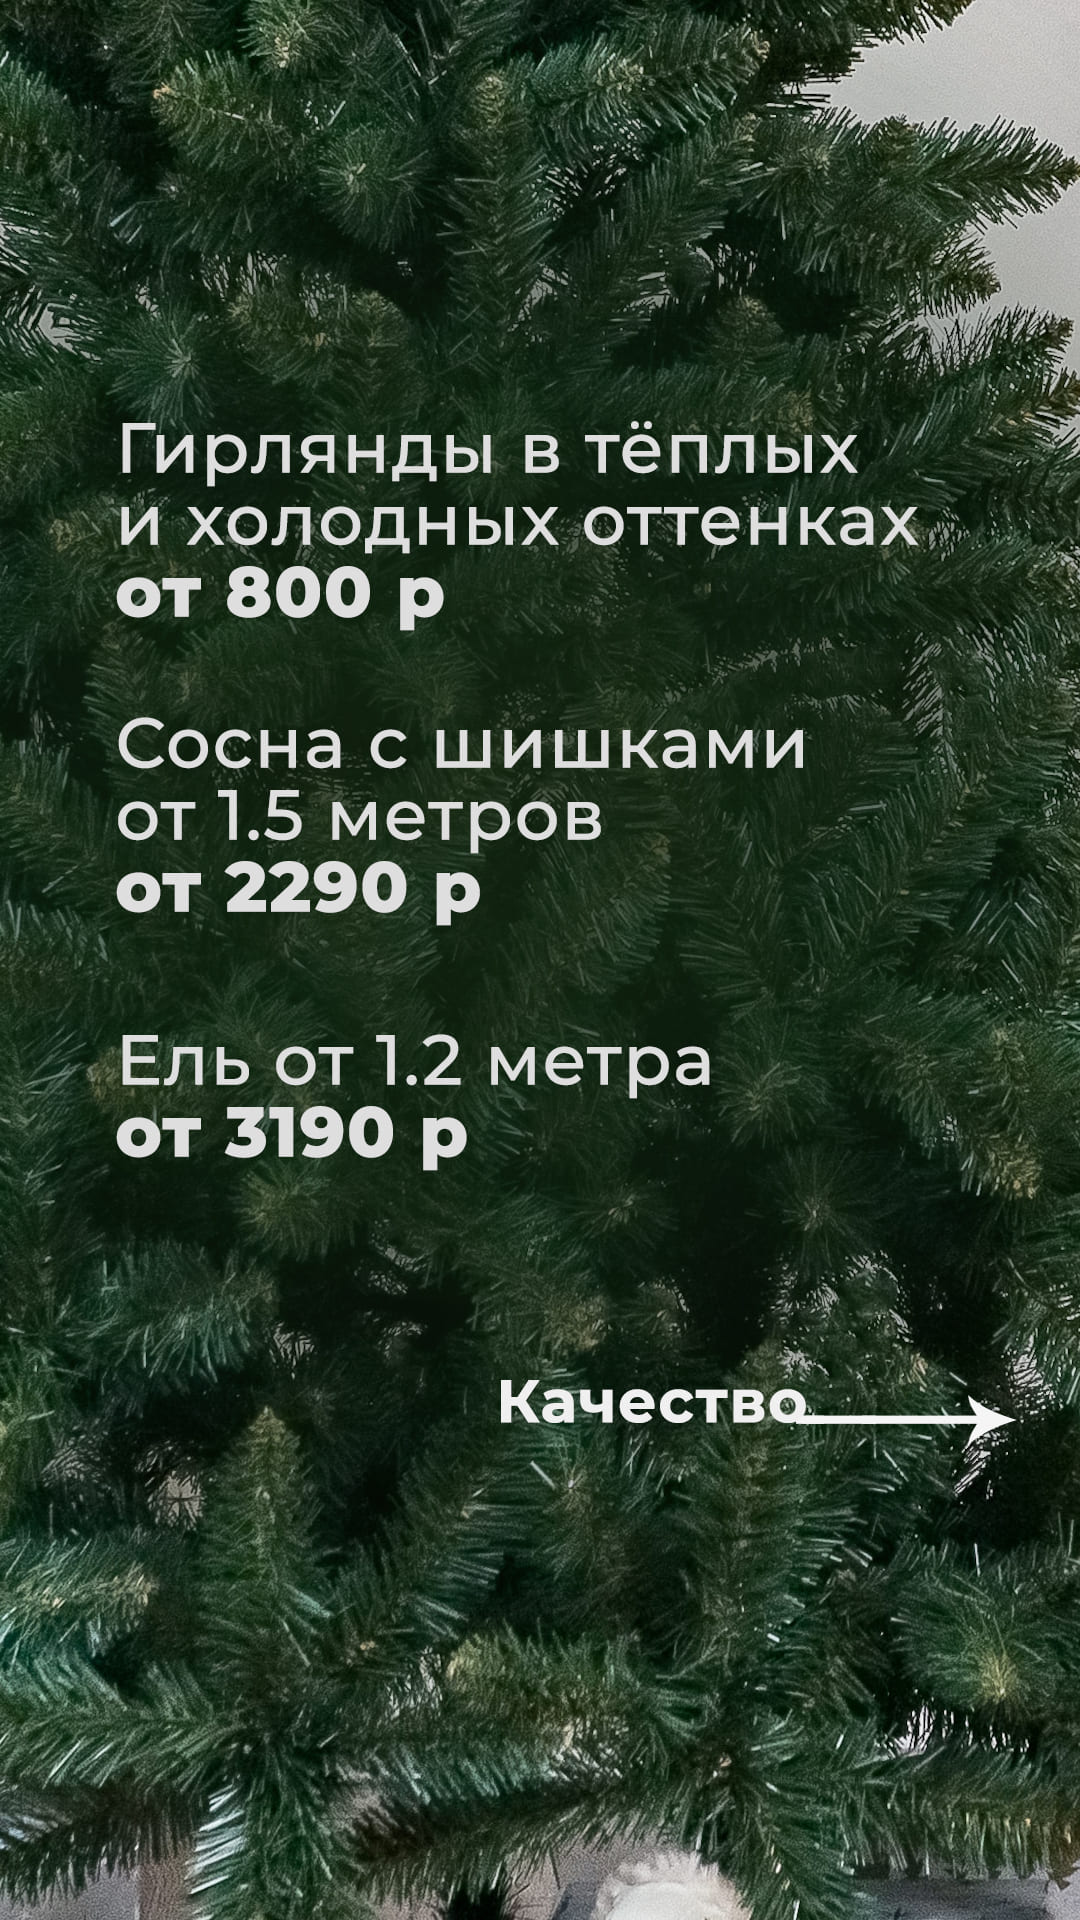 Гирлянды в тёплых
и холодных оттенках
от 800 р
Сосна с шишками
от 1.5 метров
от 2290 р
Ель от 1.2 метра
от 3190 р
Качество